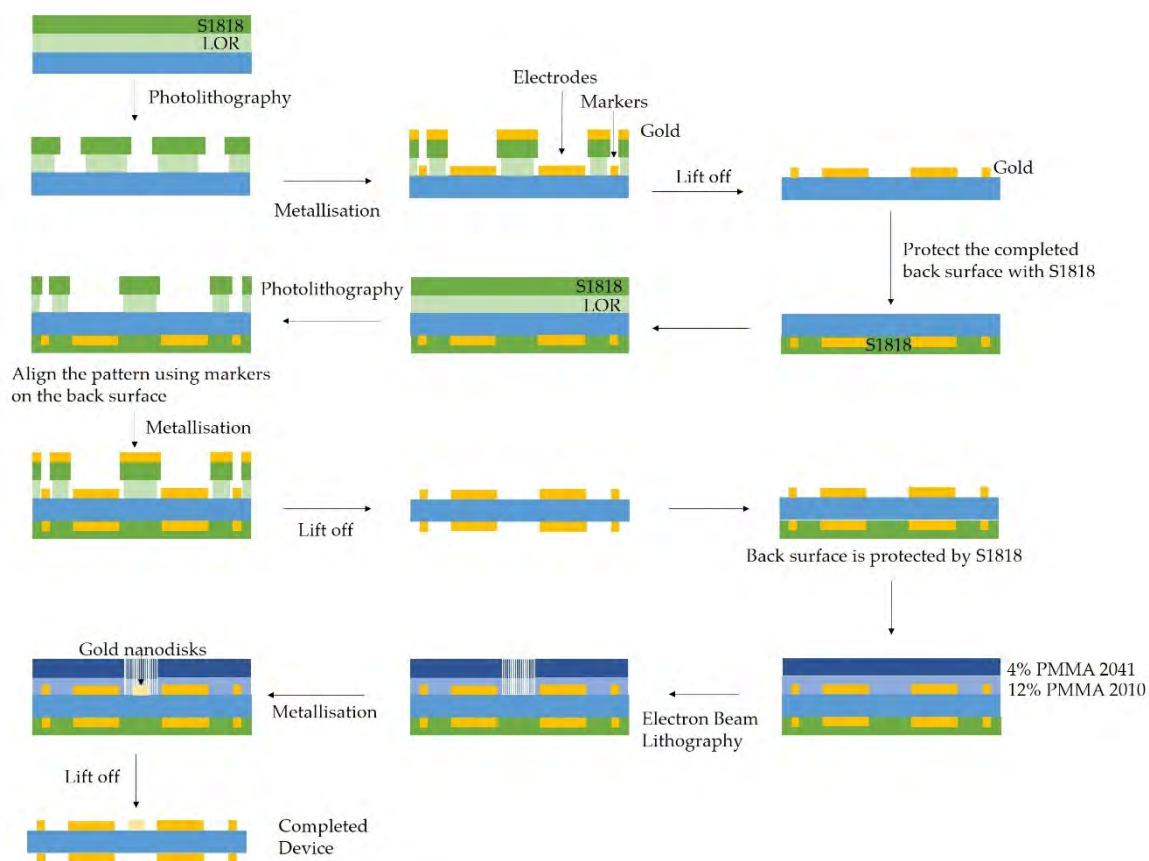 S1818
LOR
Photolithography
Electrodes
Markers
Gold
Metallisation
Lift off
Gold
Protect the completed
back surface with S1818
Photolithography
S1818
LOR
S1818
Align the pattern using markers
on the back surface
Metallisation
Lift off
Back surface is protected by S1818
Gold nanodisks
4% PMMA 2041
12% PMMA 2010
Metallisation
Electron Beam
Lithography
Lift off
Completed
Device